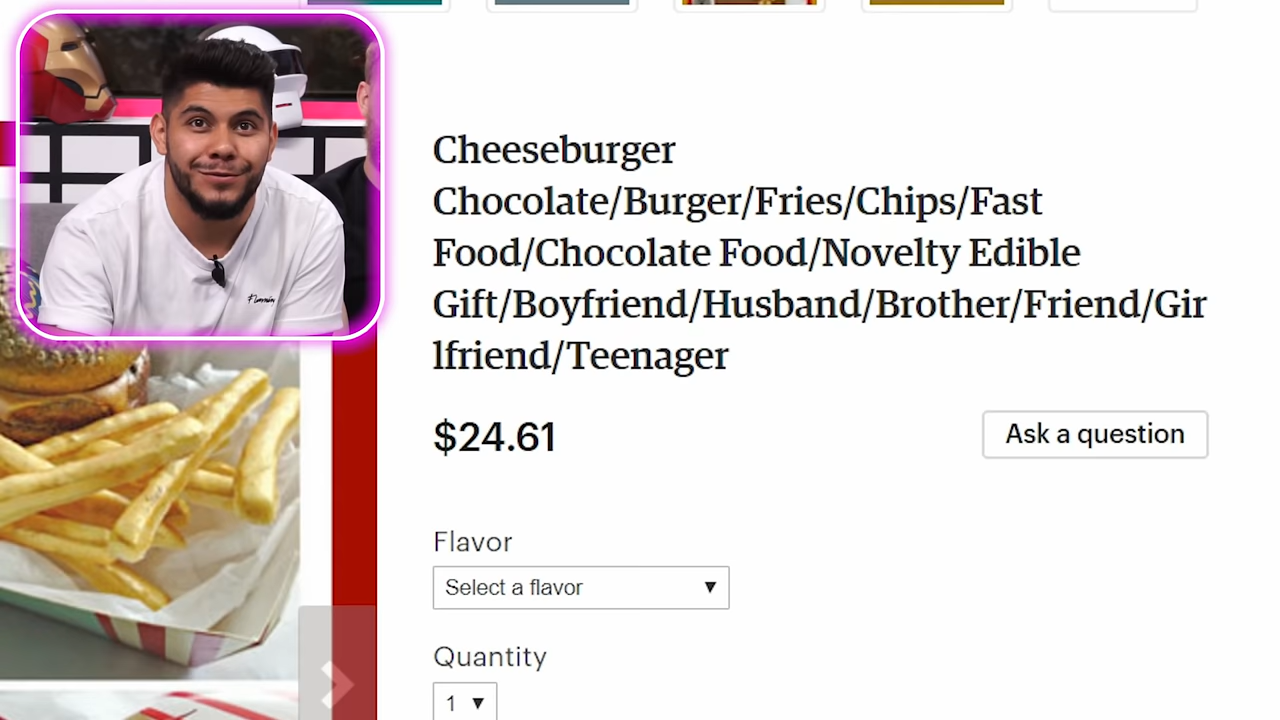 Cheeseburger
Chocolate/Burger/Fries/Chips/Fast
Food/Chocolate Food/Novelty Edible
Gift/Boyfriend/Husband/Brother/Friend/Gir
lfriend/Teenager
$24.61
Ask a question
Flavor
Select a flavor
Quantity
1